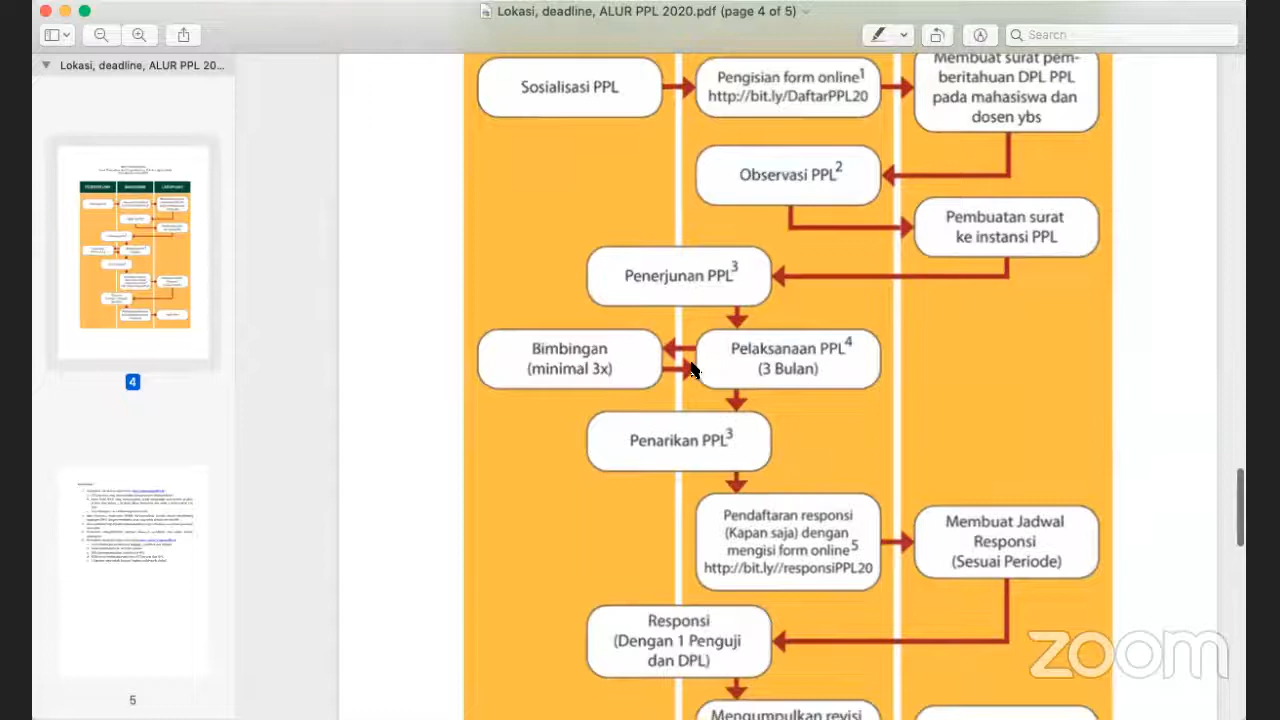 Lokasi, deadline, ALUR PPL 2020.pdf (page 4 of 5)
Search
Lokasi, deadline, ALUR PPL 20...
4
5
Sosialisasi PPL
Pengisian form online1
http://bit.ly/DaftarPPL20
Membuat surat pem-
beritahuan DPL PPL
pada mahasiswa dan
dosen ybs
Observasi PPL2
Pembuatan surat
ke instansi PPL
Penerjunan PPL3
Bimbingan
(minimal 3x)
Pelaksanaan PPL4
(3 Bulan)
Penarikan PPL3
Pendaftaran responsi
(Kapan saja) dengan
mengisi form online5
http://bit.ly//responsiPPL20
Membuat Jadwal
Responsi
(Sesuai Periode)
Responsi
(Dengan 1 Penguji
dan DPL)
Mengumpulkan revisi
zoom